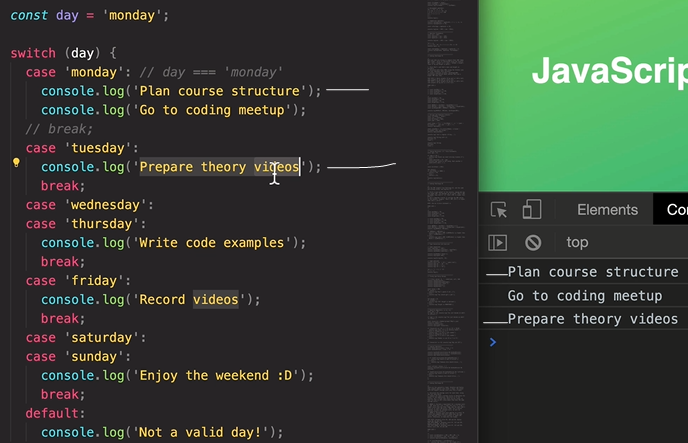 const day = 'monday';
switch (day) {
case 'monday': // day === 'monday'
console.log('Plan course structure');
console.log('Go to coding meetup');
// break;
case 'tuesday':
console.log('Prepare theory videos');
break;
case 'wednesday':
case 'thursday':
console.log('Write code examples');
break;
case 'friday':
console.log('Record videos');
break;
case 'saturday':
case 'sunday':
console.log('Enjoy the weekend :D');
break;
default:
console.log('Not a valid day!');
JavaScrip
Elements Con
top
Plan course structure
Go to coding meetup
Prepare theory videos